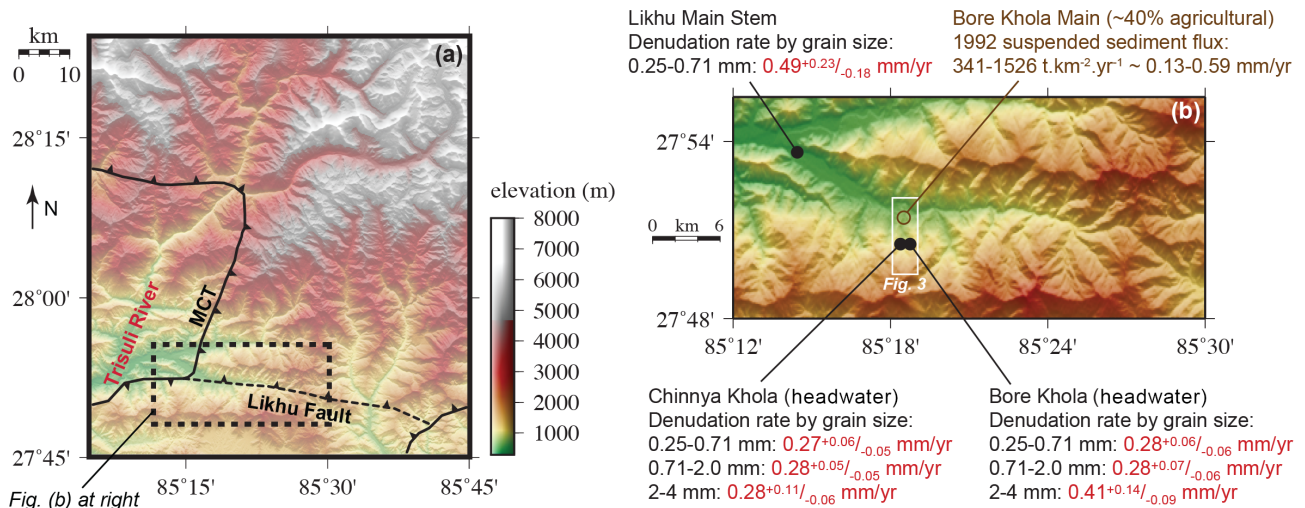 km
0 10
(a)
28°15'
N
28°00'
27°45'
Trisuli River
MCT
Likhu Fault
85°15' 85°30' 85°45'
Fig. (b) at right
elevation (m)
8000
7000
6000
5000
4000
3000
2000
1000
Likhu Main Stem
Denudation rate by grain size:
0.25-0.71 mm: 0.49+0.23/-0.18 mm/yr
Bore Khola Main (~40% agricultural)
1992 suspended sediment flux:
341-1526 t.km-2.yr-1 ~ 0.13-0.59 mm/yr
(b)
27°54'
0 km 6
Fig. 3
27°48'
85°12' 85°18' 85°24' 85°30'
Chinnya Khola (headwater)
Denudation rate by grain size:
0.25-0.71 mm: 0.27+0.06/-0.05 mm/yr
0.71-2.0 mm: 0.28+0.05/-0.05 mm/yr
2-4 mm: 0.28+0.11/-0.06 mm/yr
Bore Khola (headwater)
Denudation rate by grain size:
0.25-0.71 mm: 0.28+0.06/-0.06 mm/yr
0.71-2.0 mm: 0.28+0.07/-0.06 mm/yr
2-4 mm: 0.41+0.14/-0.09 mm/yr